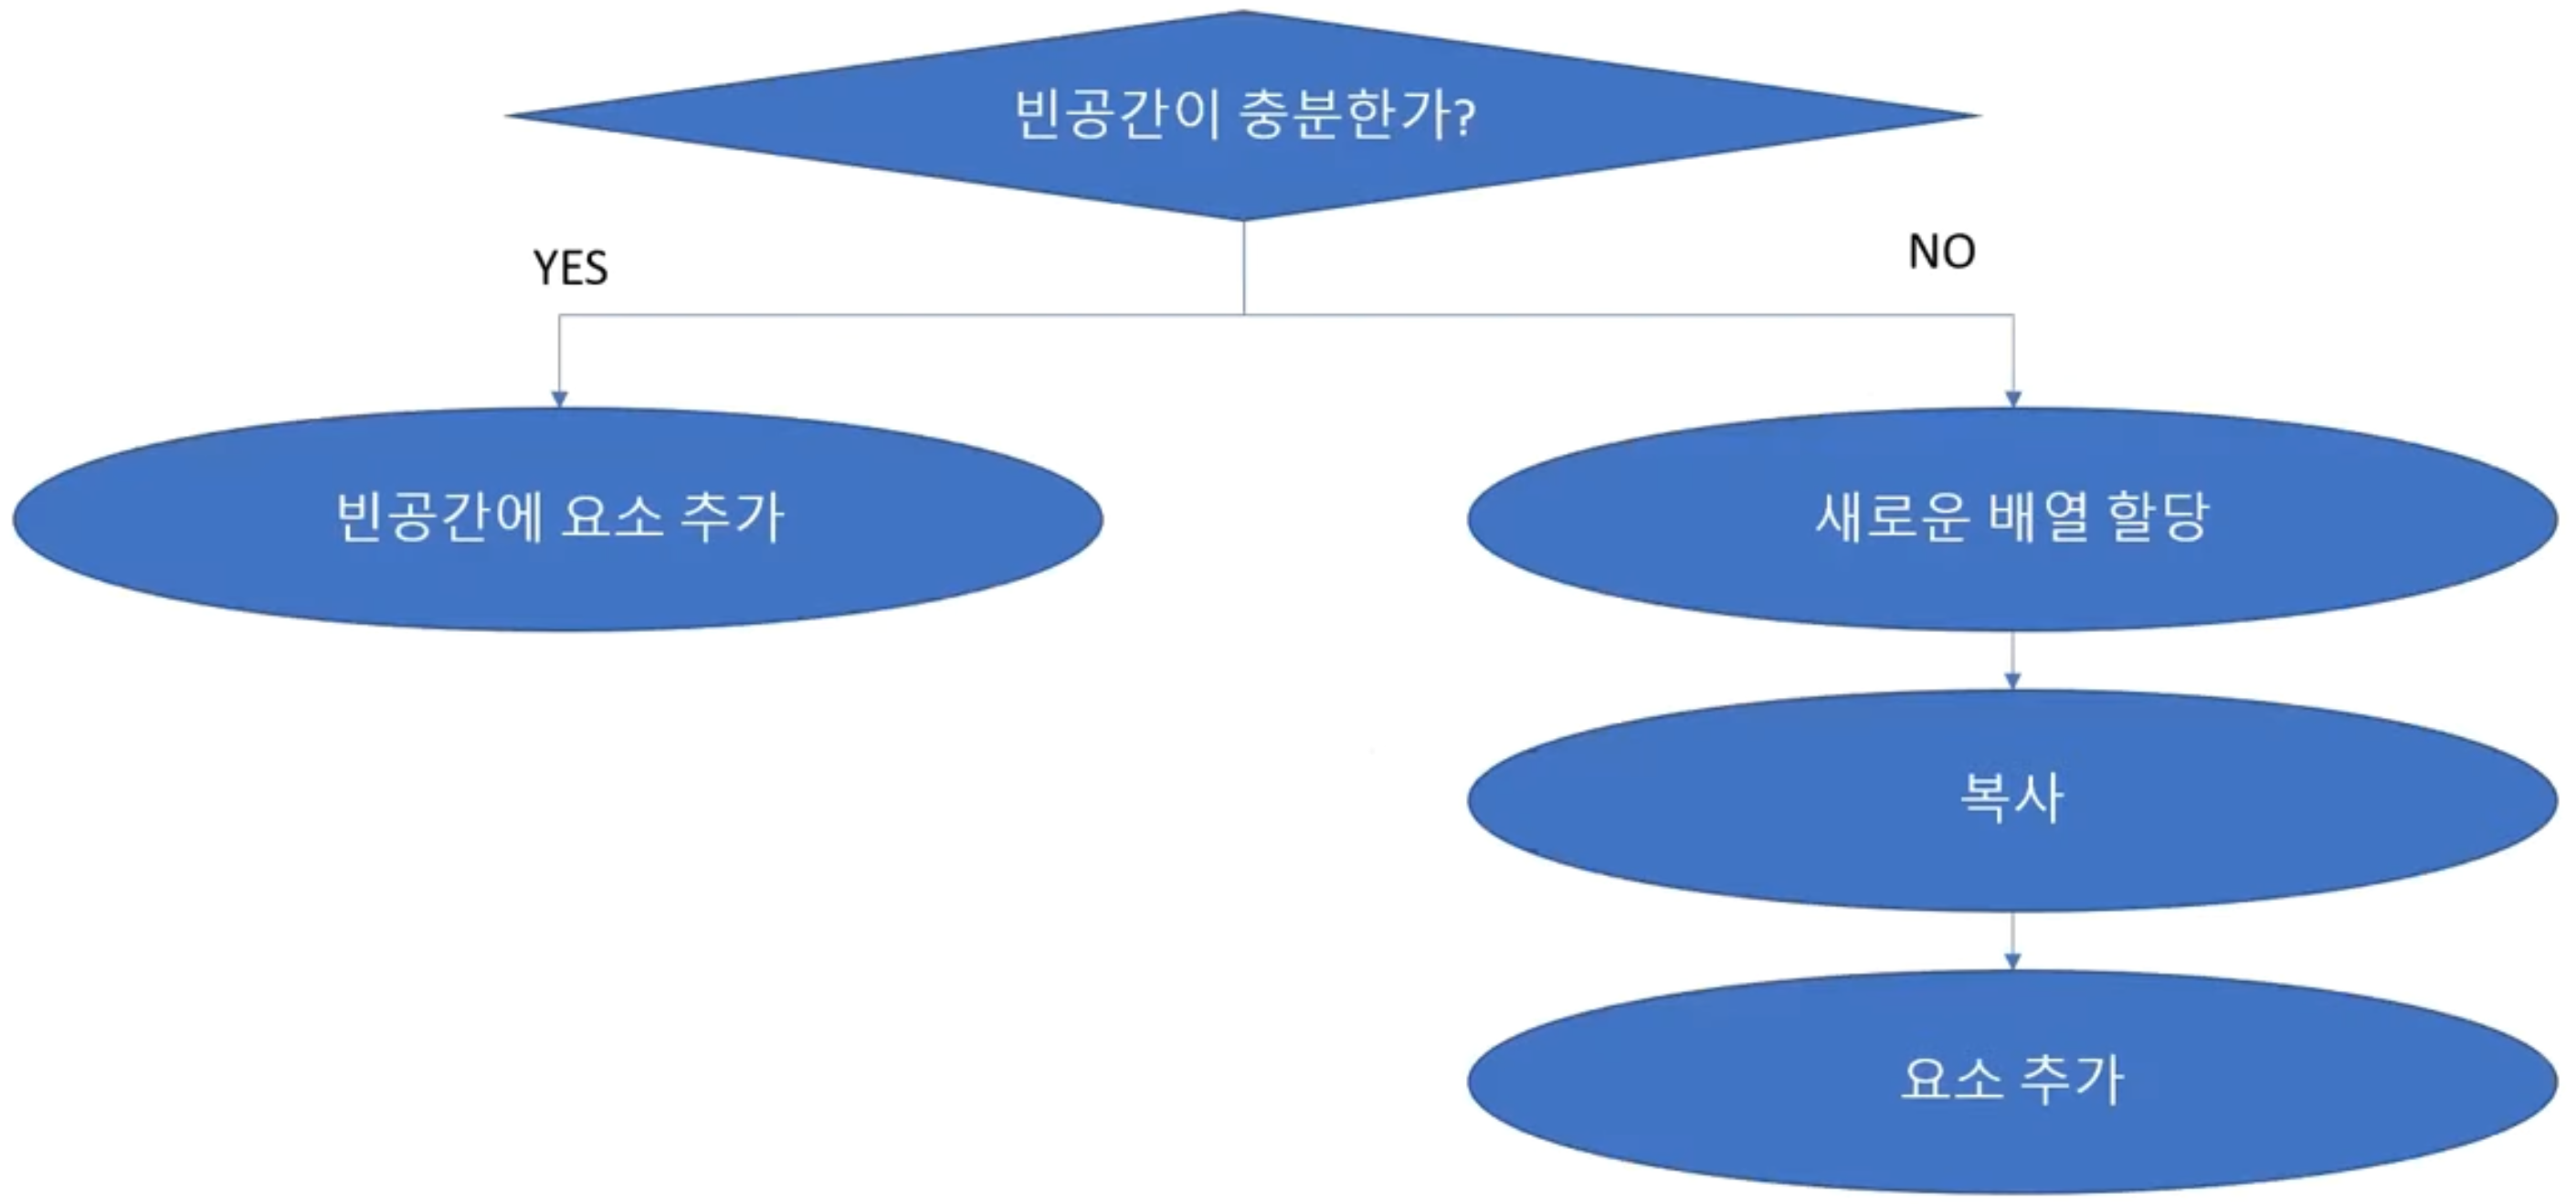 빈공간이 충분한가?
YES
NO
빈공간에 요소 추가
새로운 배열 할당
복사
요소 추가